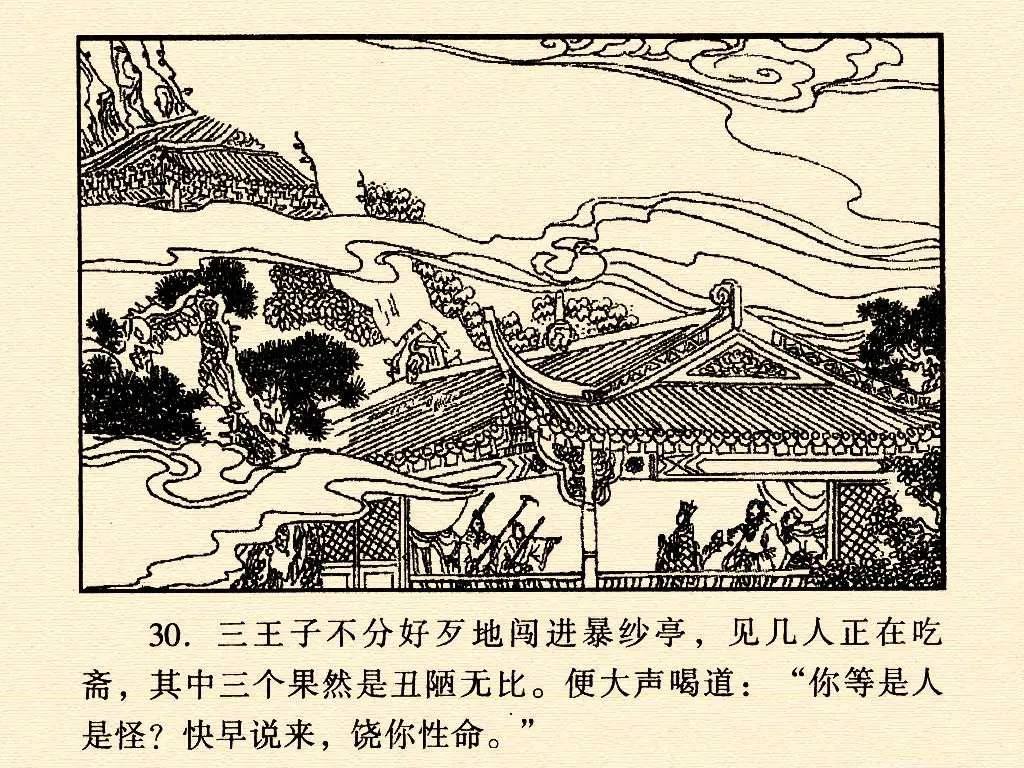 30. 三王子不分好歹地闯进暴纱亭，见几人正在吃
斋，其中三个果然是丑陋无比。便大声喝道：“你等是人
是怪？快早说来，饶你性命。”